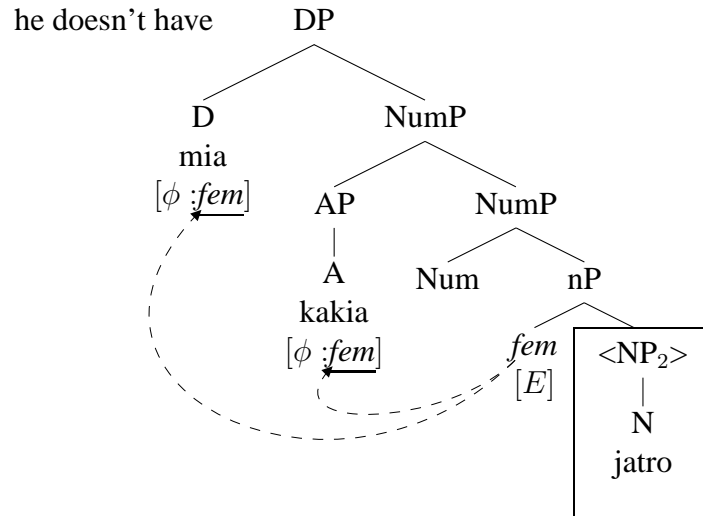 he doesn't have DP
D NumP
mia
[ϕ :fem] AP NumP
A Num nP
kakia
[ϕ :fem] fem <NP₂>
[E] N
jatro